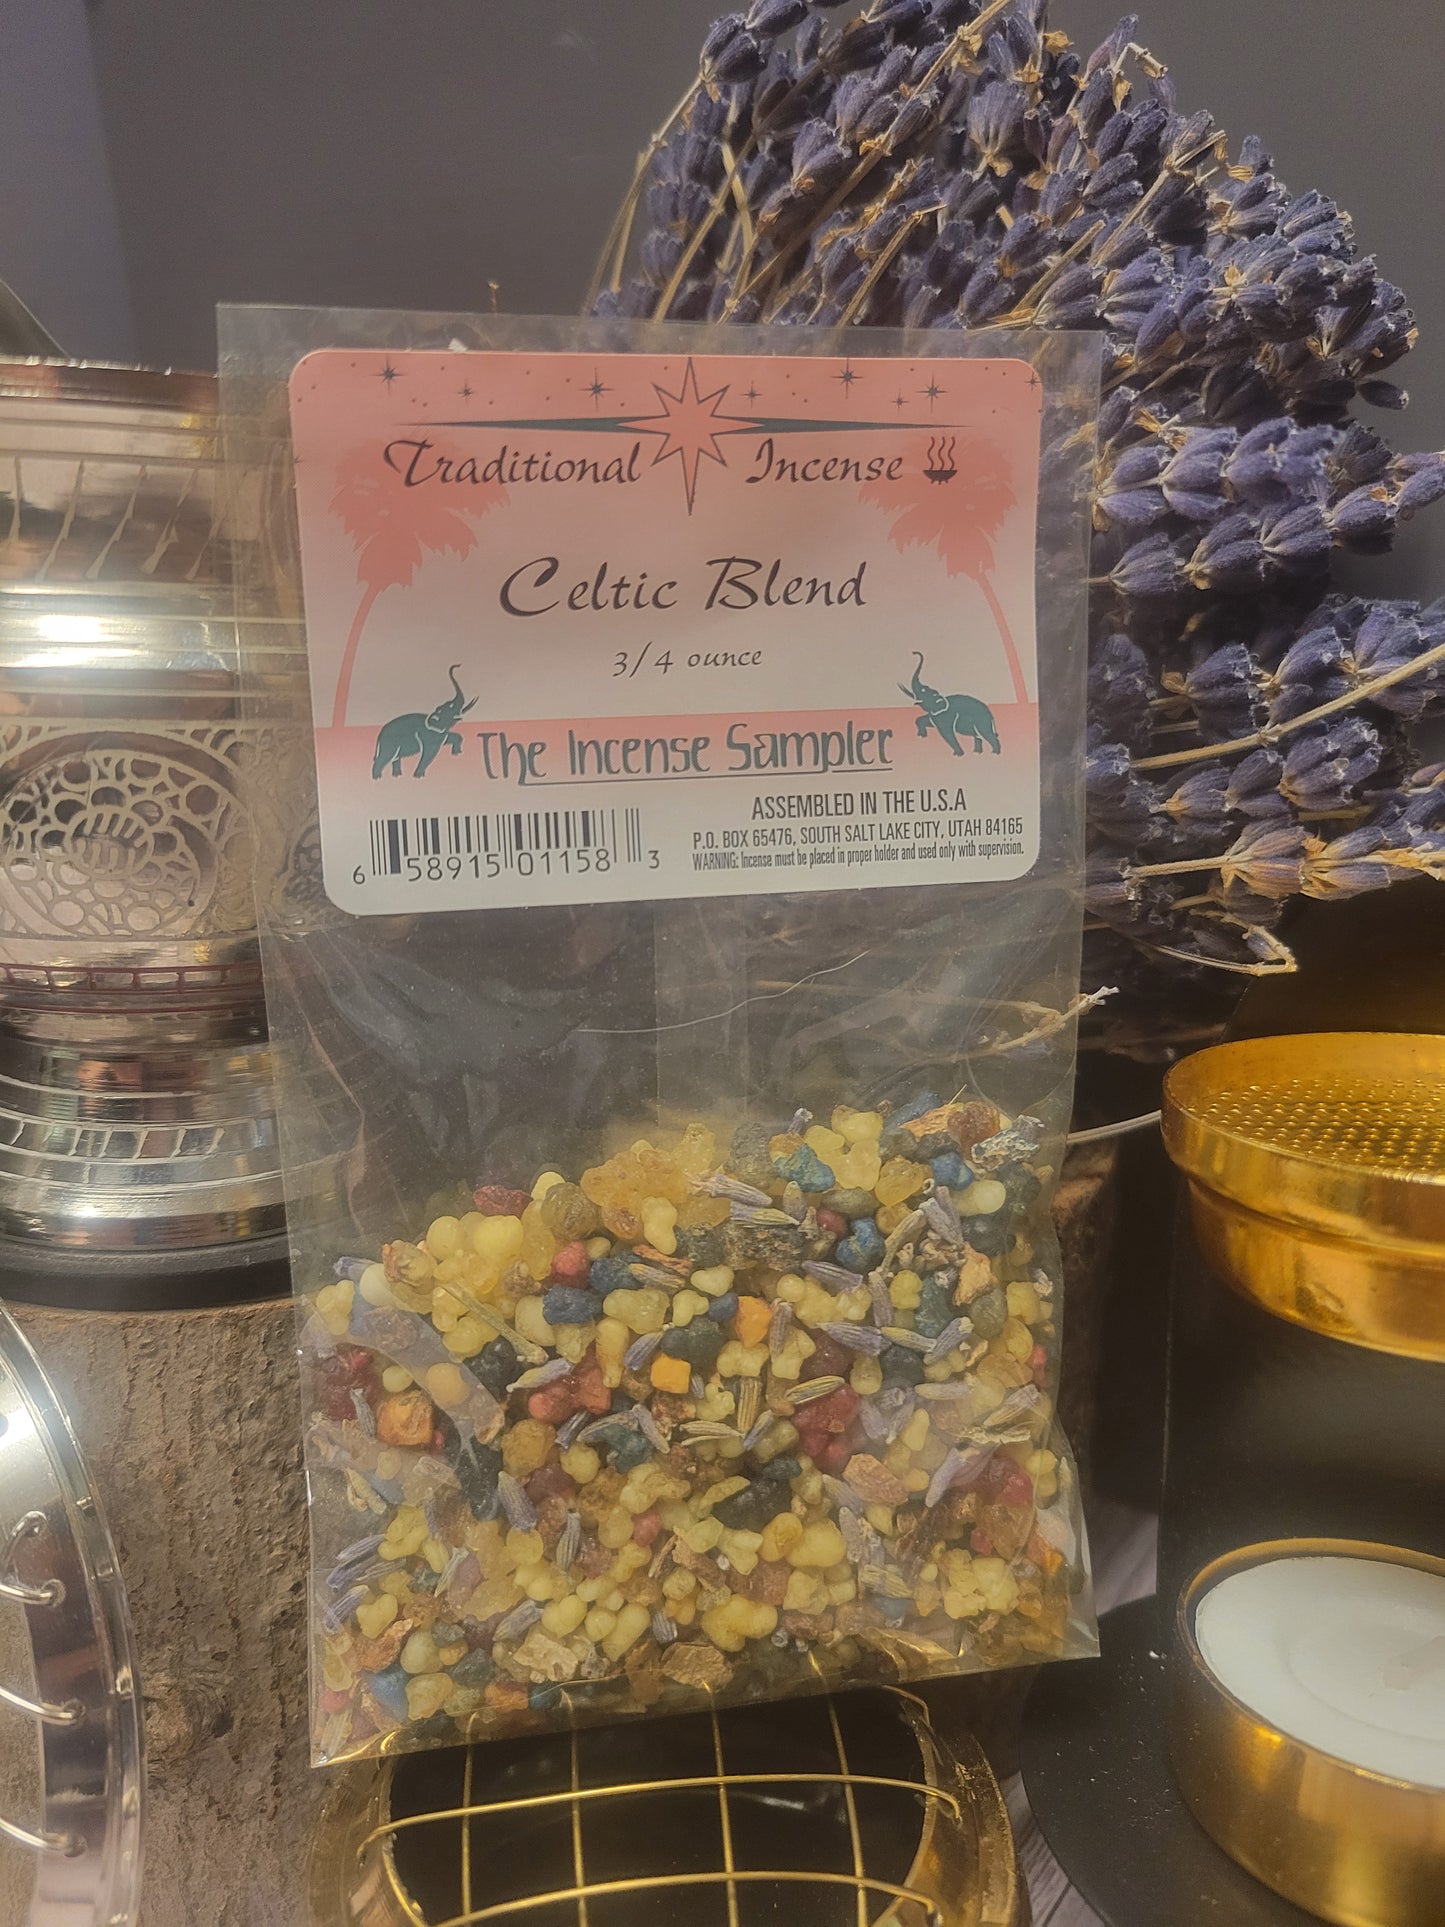 Traditional Incense
Celtic Blend
3/4 ounce
The Incense Sampler
ASSEMBLED IN THE U.S.A
P.O. BOX 65476, SOUTH SALT LAKE CITY, UTAH 84165
WARNING: Incense must be placed in proper holder and used only with supervision.
6 58915 01158 3